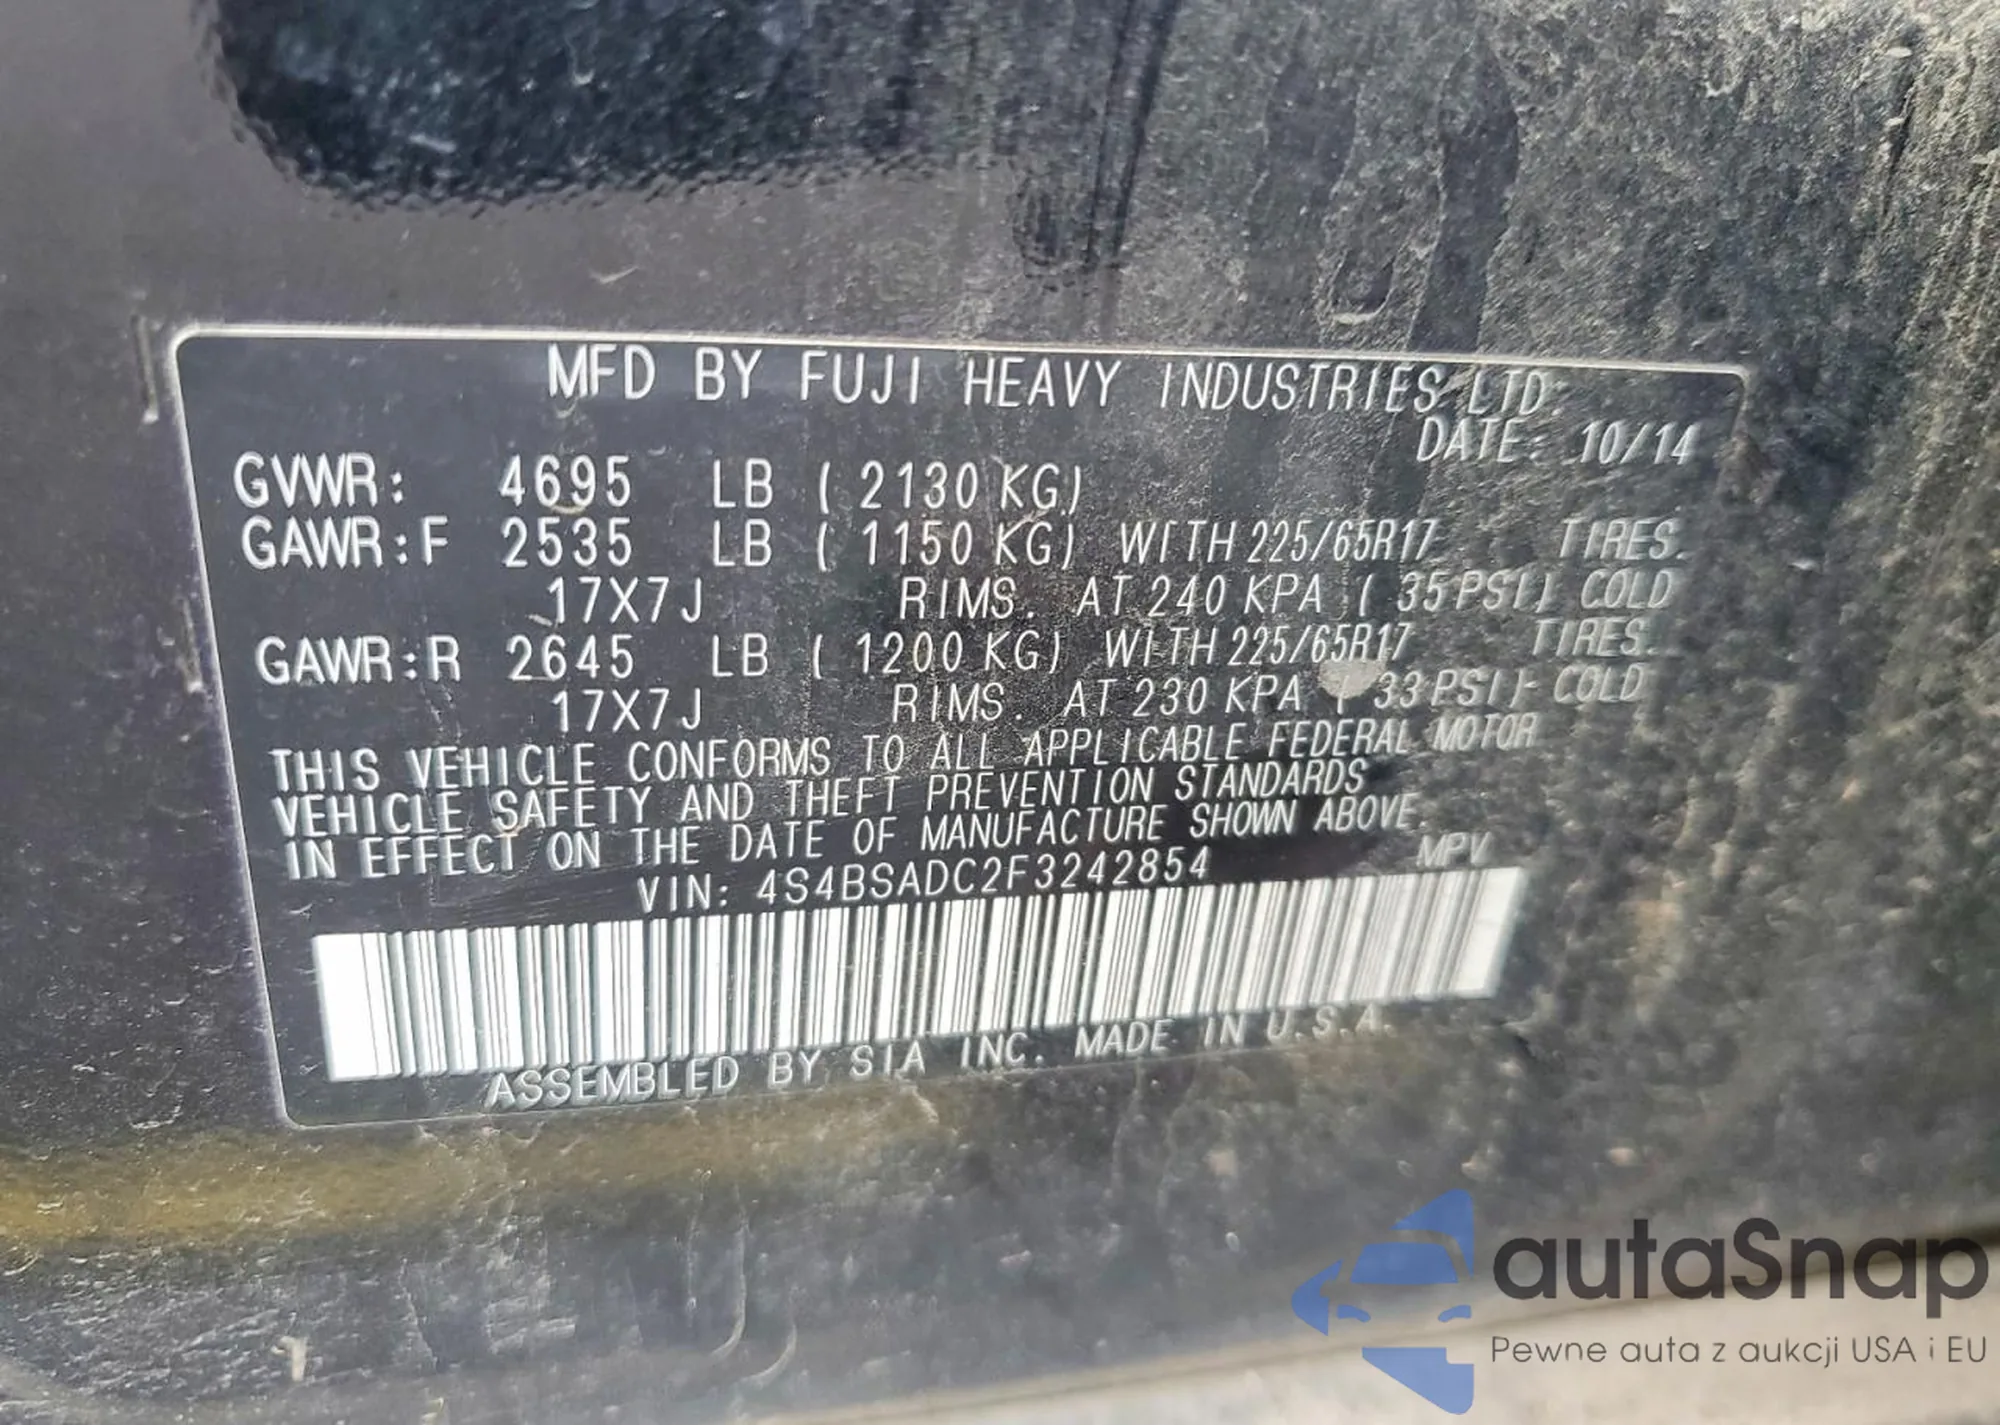 MFD BY FUJI HEAVY INDUSTRIES LTD
DATE: 10/14
GVWR: 4695 LB ( 2130 KG)
GAWR:F 2535 LB ( 1150 KG) WITH 225/65R17 TIRES.
17X7J RIMS. AT 240 KPA ( 35 PSI) COLD
GAWR:R 2645 LB ( 1200 KG) WITH 225/65R17 TIRES.
17X7J RIMS. AT 230 KPA ( 33 PSI) COLD
THIS VEHICLE CONFORMS TO ALL APPLICABLE FEDERAL MOTOR
VEHICLE SAFETY AND THEFT PREVENTION STANDARDS
IN EFFECT ON THE DATE OF MANUFACTURE SHOWN ABOVE.
VIN: 4S4BSADC2F3242854 MPV
ASSEMBLED BY SIA INC. MADE IN U.S.A.
autaSnap
Pewne auta z aukcji USA i EU